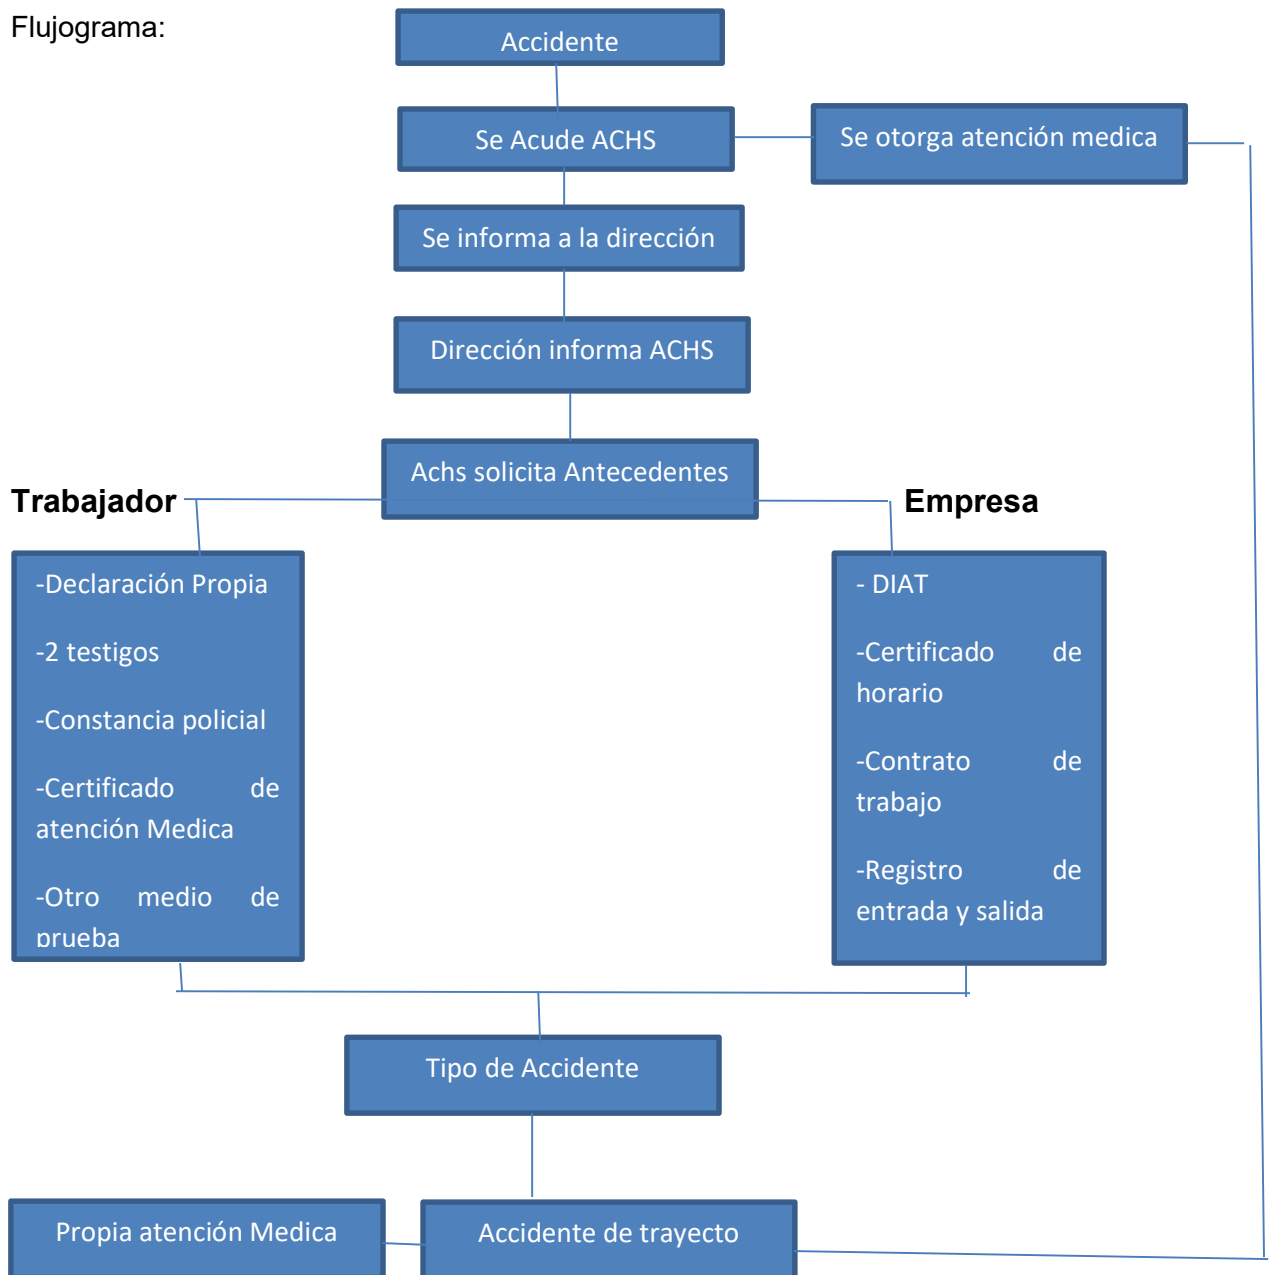 Flujograma:
Accidente
Se Acude ACHS
Se otorga atención medica
Se informa a la dirección
Dirección informa ACHS
Achs solicita Antecedentes
Trabajador
Empresa
-Declaración Propia
-2 testigos
-Constancia policial
-Certificado de
atención Medica
-Otro medio de
prueba
- DIAT
-Certificado de
horario
-Contrato de
trabajo
-Registro de
entrada y salida
Tipo de Accidente
Propia atención Medica
Accidente de trayecto